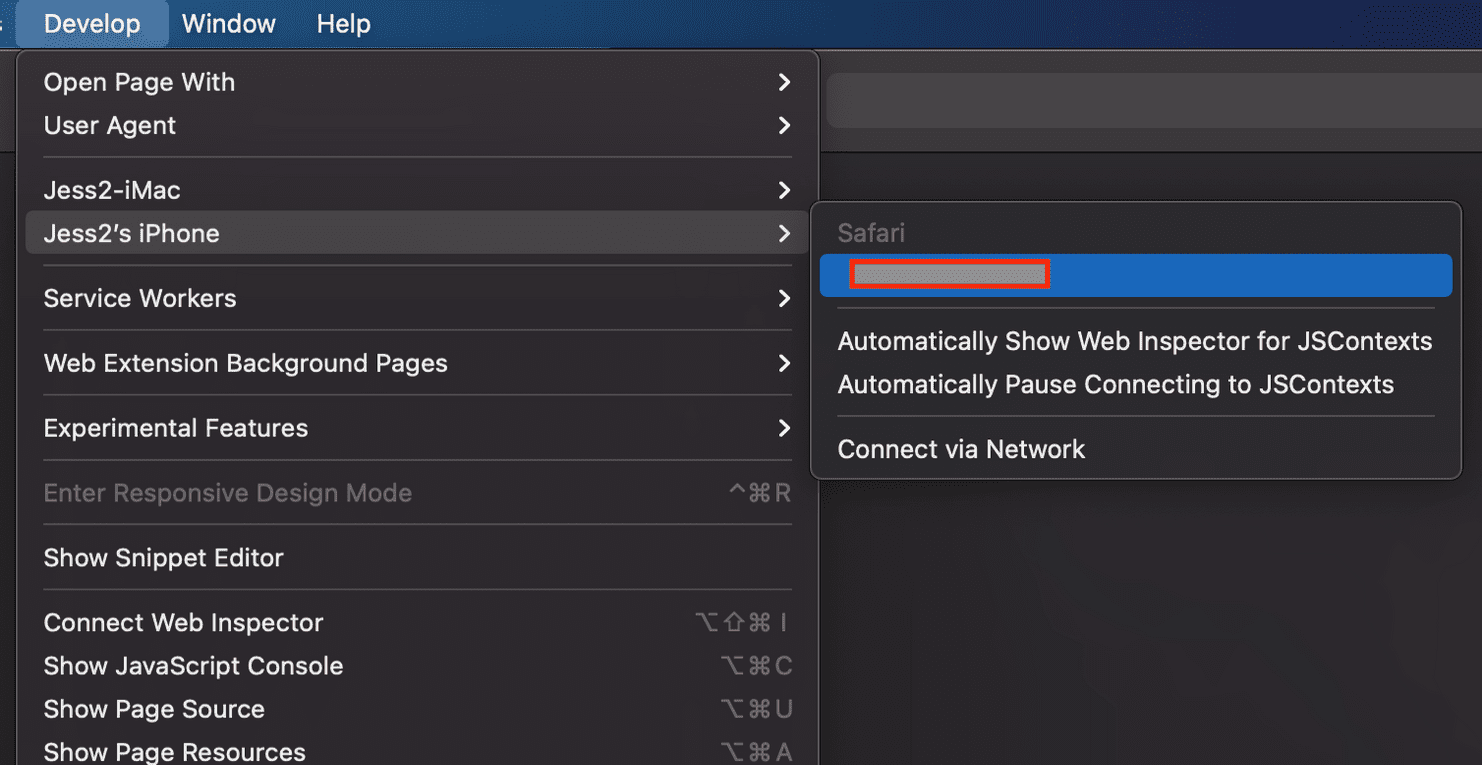 Develop Window Help
Open Page With
User Agent
Jess2-iMac
Jess2’s iPhone
Safari
Service Workers
Automatically Show Web Inspector for JSContexts
Web Extension Background Pages
Automatically Pause Connecting to JSContexts
Experimental Features
Connect via Network
Enter Responsive Design Mode ^⌘R
Show Snippet Editor
Connect Web Inspector ⌥⇧⌘I
Show JavaScript Console ⌥⌘C
Show Page Source ⌥⌘U
Show Page Resources ⌥⌘A